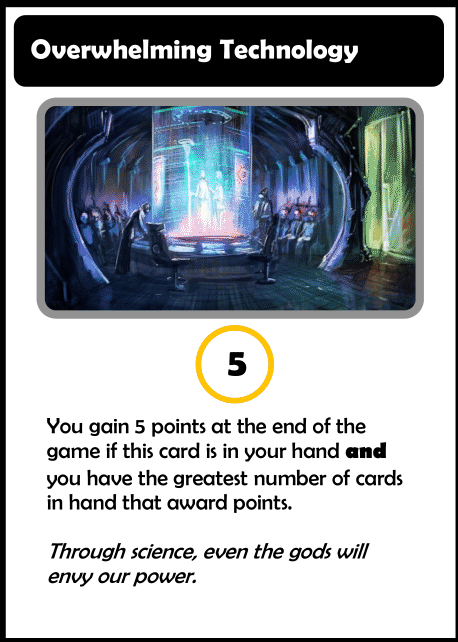 Overwhelming Technology
5
You gain 5 points at the end of the
game if this card is in your hand and
you have the greatest number of cards
in hand that award points.
Through science, even the gods will
envy our power.